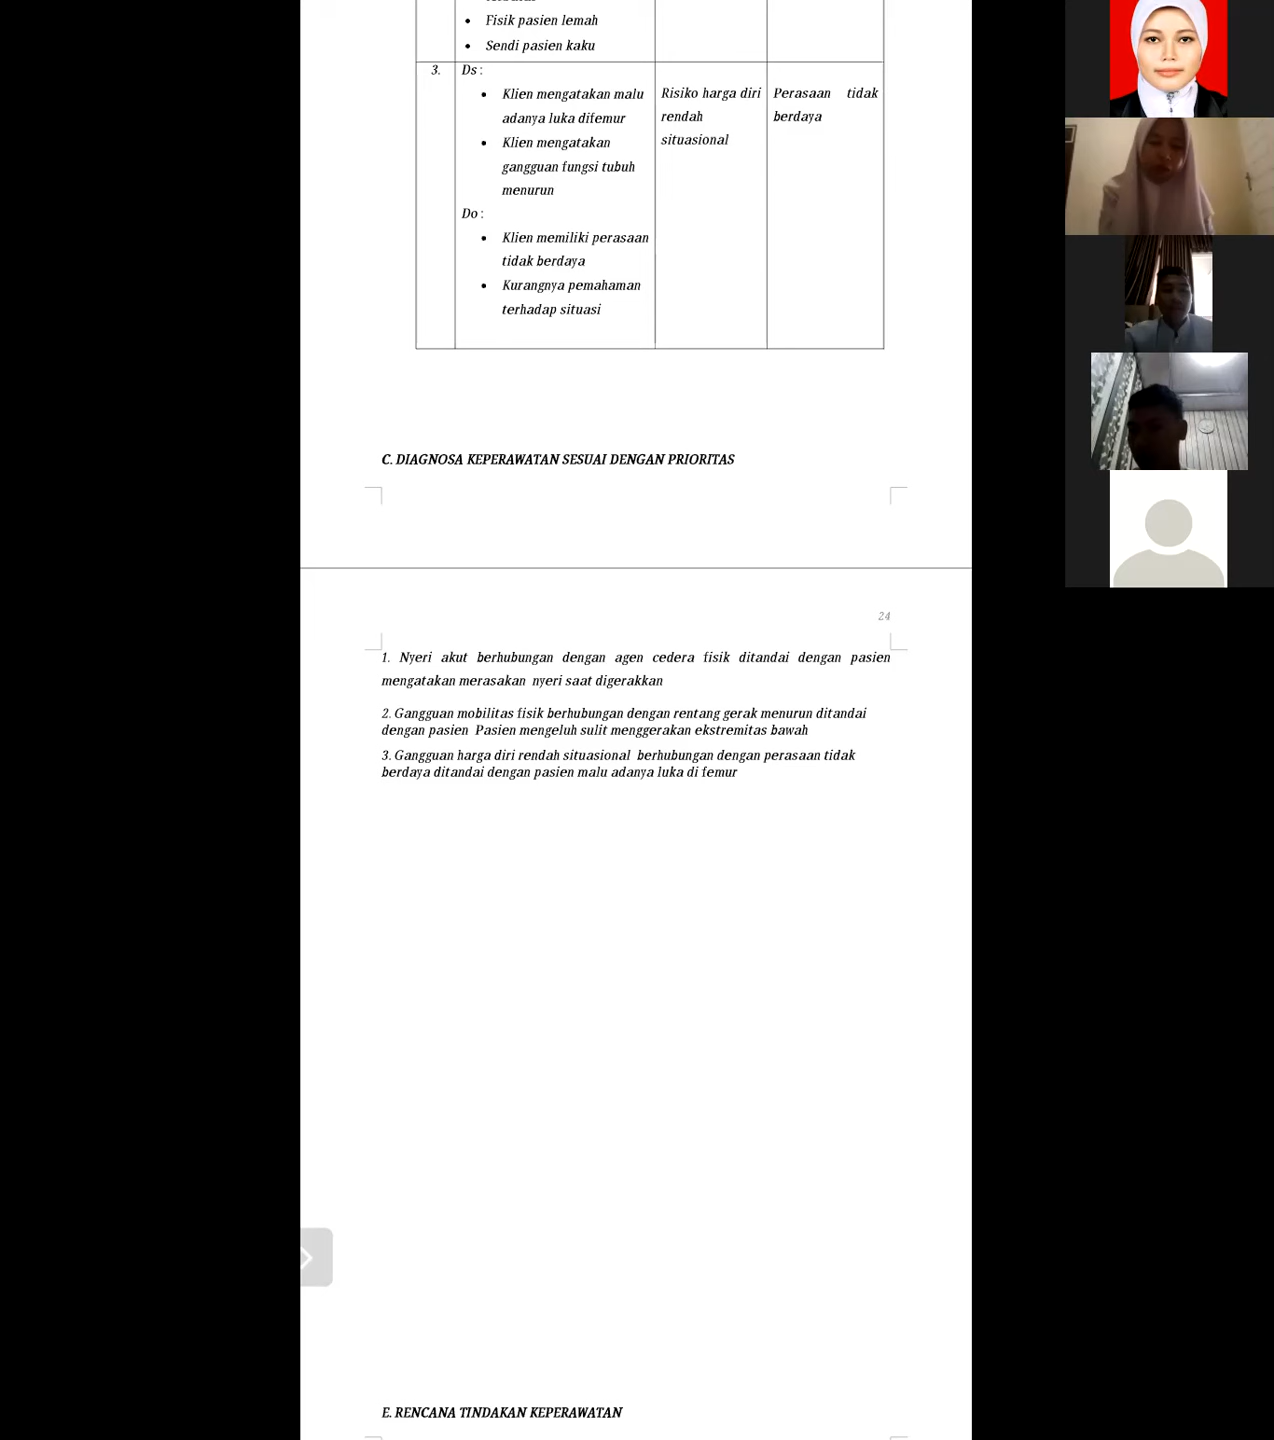 Fisik pasien lemah
Sendi pasien kaku
3.
Ds :
Klien mengatakan malu
adanya luka difemur
Klien mengatakan
gangguan fungsi tubuh
menurun
Do :
Klien memiliki perasaan
tidak berdaya
Kurangnya pemahaman
terhadap situasi
Risiko harga diri
rendah
situasional
Perasaan tidak
berdaya
C. DIAGNOSA KEPERAWATAN SESUAI DENGAN PRIORITAS
24
1. Nyeri akut berhubungan dengan agen cedera fisik ditandai dengan pasien
mengatakan merasakan nyeri saat digerakkan
2. Gangguan mobilitas fisik berhubungan dengan rentang gerak menurun ditandai
dengan pasien Pasien mengeluh sulit menggerakan ekstremitas bawah
3. Gangguan harga diri rendah situasional berhubungan dengan perasaan tidak
berdaya ditandai dengan pasien malu adanya luka di femur
E. RENCANA TINDAKAN KEPERAWATAN